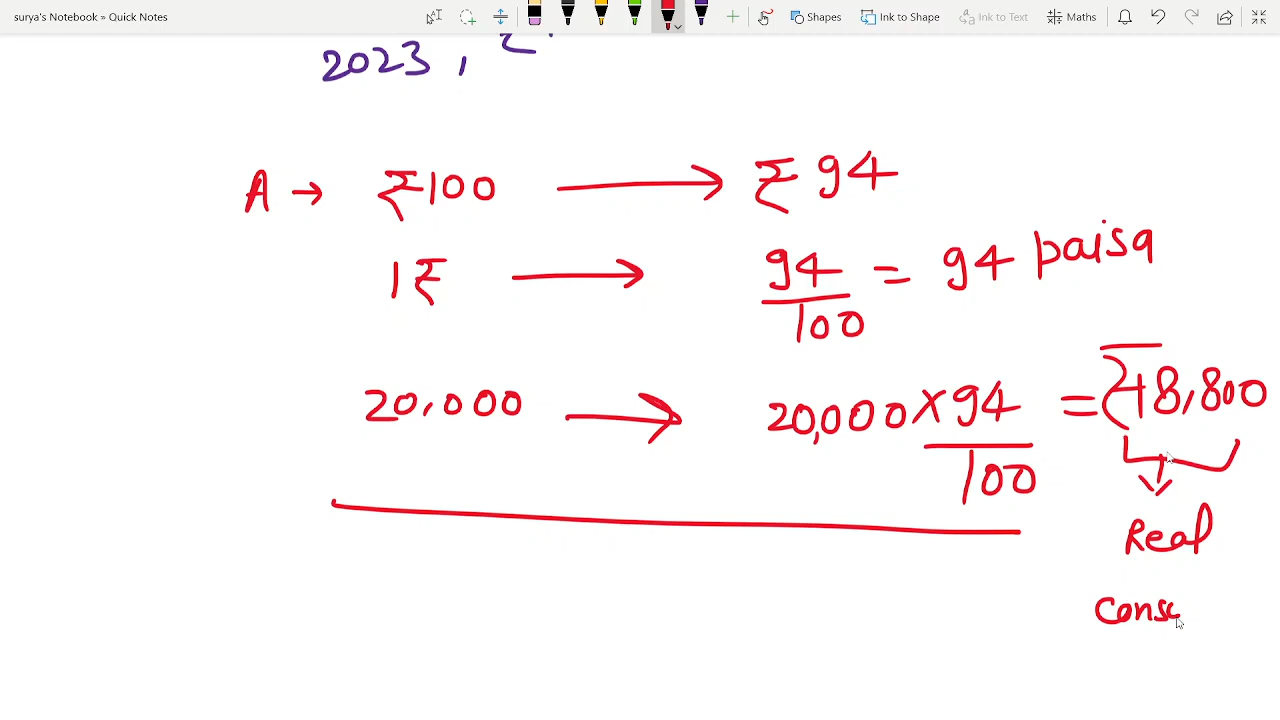 surya's Notebook » Quick Notes
Shapes Ink to Shape Ink to Text Maths
2023,
A → ₹100 → ₹94
1₹ → 94/100 = 94 paisa
20,000 → 20,000×94/100 = ₹18,800
Real
Conse